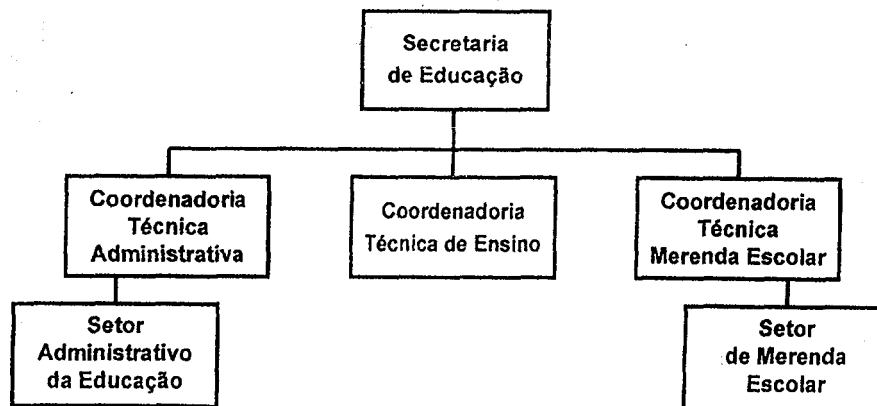 Secretaria
de Educação
Coordenadoria
Técnica
Administrativa
Coordenadoria
Técnica de Ensino
Coordenadoria
Técnica
Merenda Escolar
Setor
Administrativo
da Educação
Setor
de Merenda
Escolar